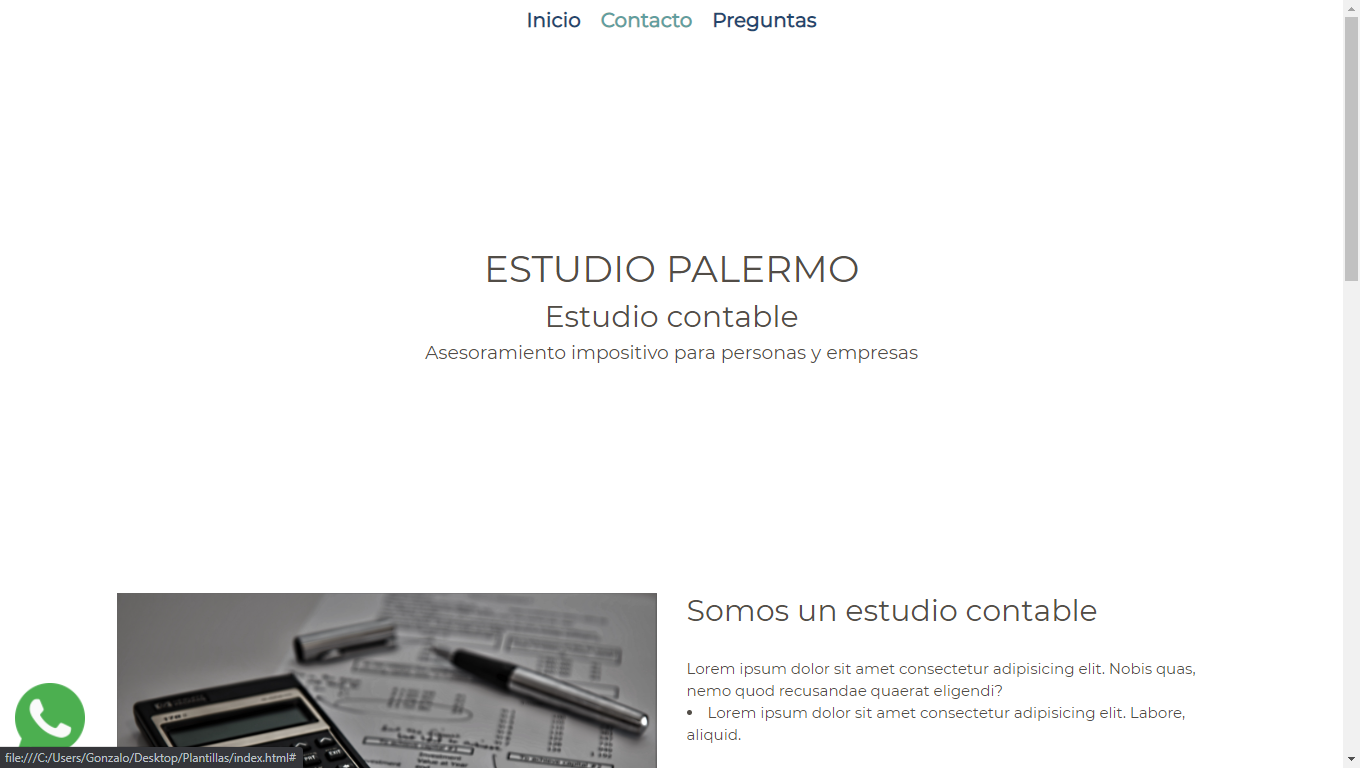 Inicio Contacto Preguntas
ESTUDIO PALERMO
Estudio contable
Asesoramiento impositivo para personas y empresas
Somos un estudio contable
Lorem ipsum dolor sit amet consectetur adipisicing elit. Nobis quas,
nemo quod recusandae quaerat eligendi?
• Lorem ipsum dolor sit amet consectetur adipisicing elit. Labore,
aliquid.
file:///C:/Users/Gonzalo/Desktop/Plantillas/index.html#